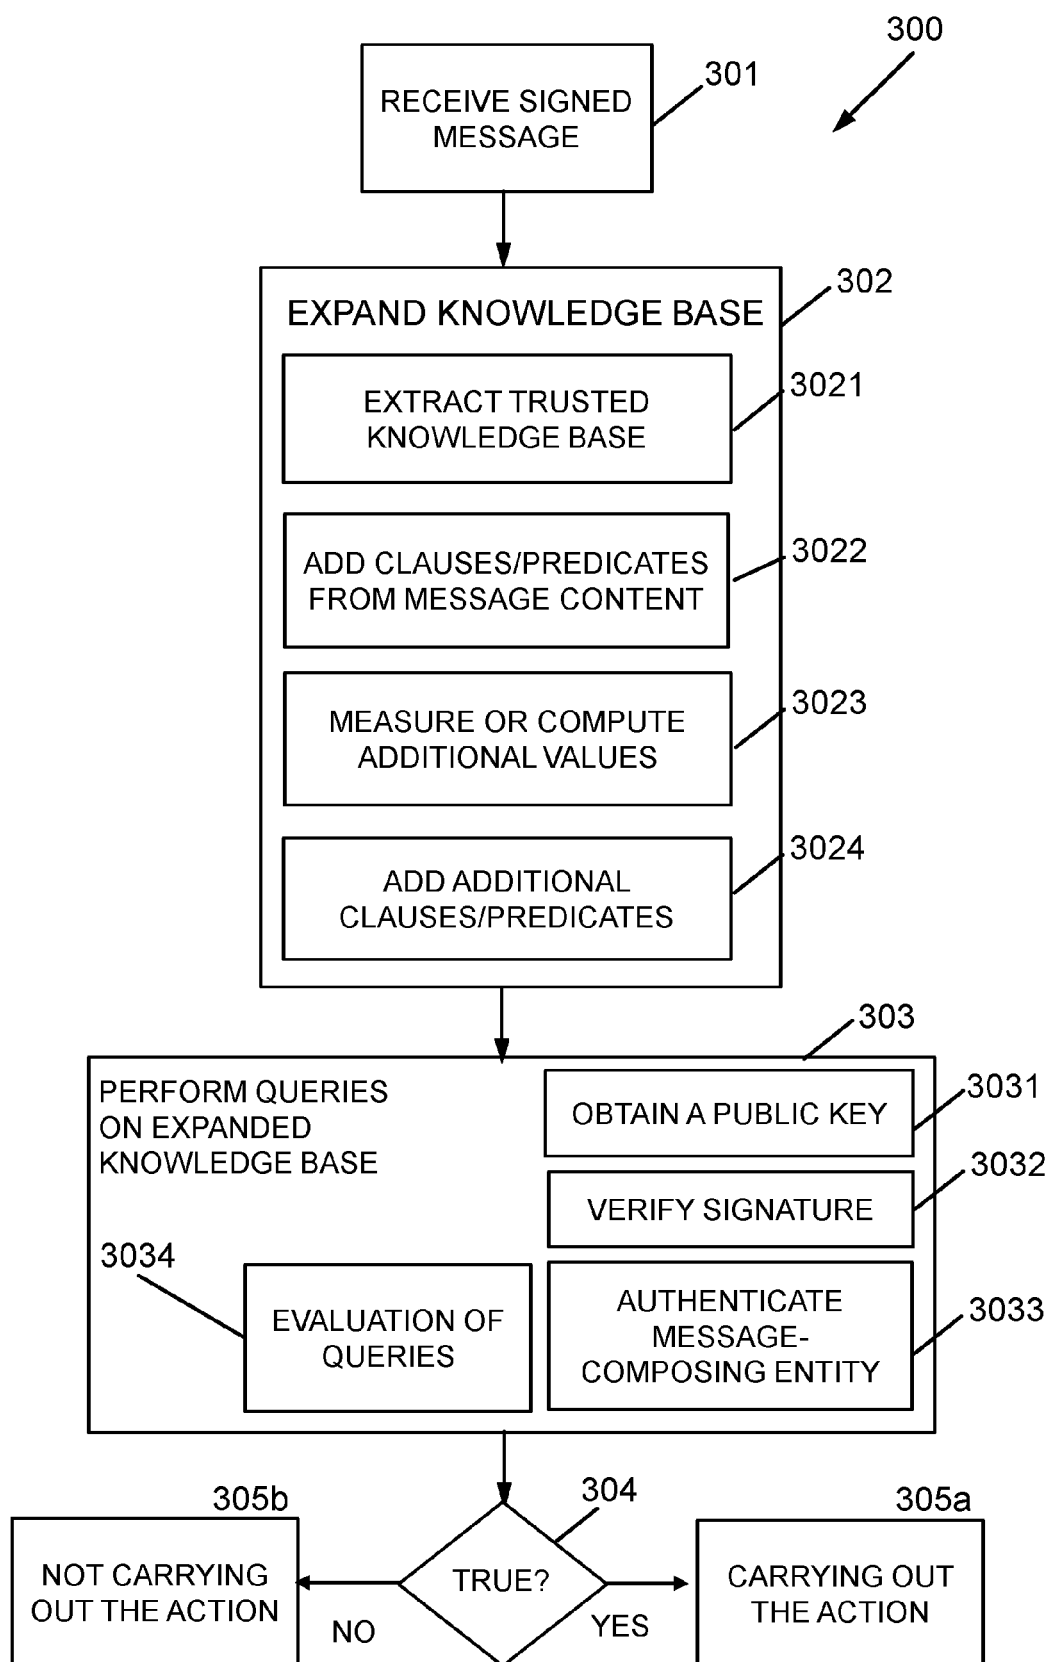 300
301
RECEIVE SIGNED
MESSAGE
302
EXPAND KNOWLEDGE BASE
3021
EXTRACT TRUSTED
KNOWLEDGE BASE
3022
ADD CLAUSES/PREDICATES
FROM MESSAGE CONTENT
3023
MEASURE OR COMPUTE
ADDITIONAL VALUES
3024
ADD ADDITIONAL
CLAUSES/PREDICATES
303
PERFORM QUERIES
ON EXPANDED
KNOWLEDGE BASE
3031
OBTAIN A PUBLIC KEY
3032
VERIFY SIGNATURE
3034
EVALUATION OF
QUERIES
3033
AUTHENTICATE
MESSAGE-
COMPOSING ENTITY
304
TRUE?
305b
NOT CARRYING
OUT THE ACTION
NO
YES
305a
CARRYING OUT
THE ACTION